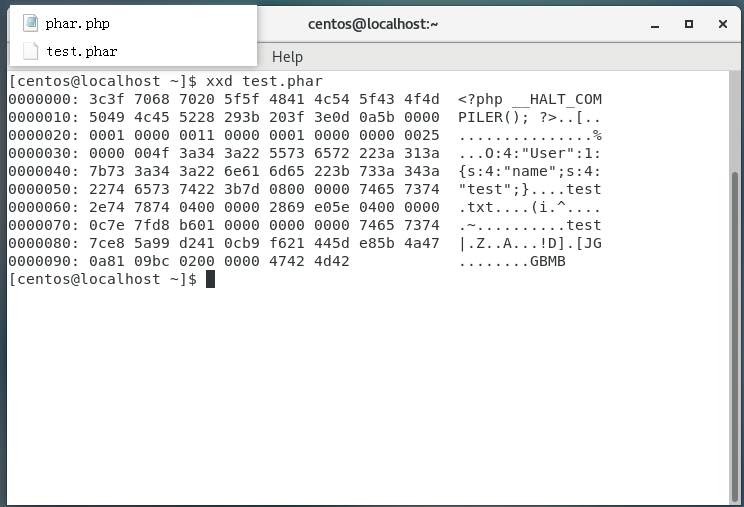 phar.php
test.phar
centos@localhost:~
Help
[centos@localhost ~]$ xxd test.phar
0000000: 3c3f 7068 7020 5f5f 4841 4c54 5f43 4f4d  <?php __HALT_COM
0000010: 5049 4c45 5228 293b 203f 3e0d 0a5b 0000  PILER(); ?>..[..
0000020: 0001 0000 0011 0000 0001 0000 0000 0025  ...............%
0000030: 0000 004f 3a34 3a22 5573 6572 223a 313a  ...O:4:"User":1:
0000040: 7b73 3a34 3a22 6e61 6d65 223b 733a 343a  {s:4:"name";s:4:
0000050: 2274 6573 7422 3b7d 0800 0000 7465 7374  "test";}....test
0000060: 2e74 7874 0400 0000 2869 e05e 0400 0000  .txt....(i.^....
0000070: 0c7e 7fd8 b601 0000 0000 0000 7465 7374  .~..........test
0000080: 7ce8 5a99 d241 0cb9 f621 445d e85b 4a47  |.Z..A...!D].[JG
0000090: 0a81 09bc 0200 0000 4742 4d42            ........GBMB
[centos@localhost ~]$